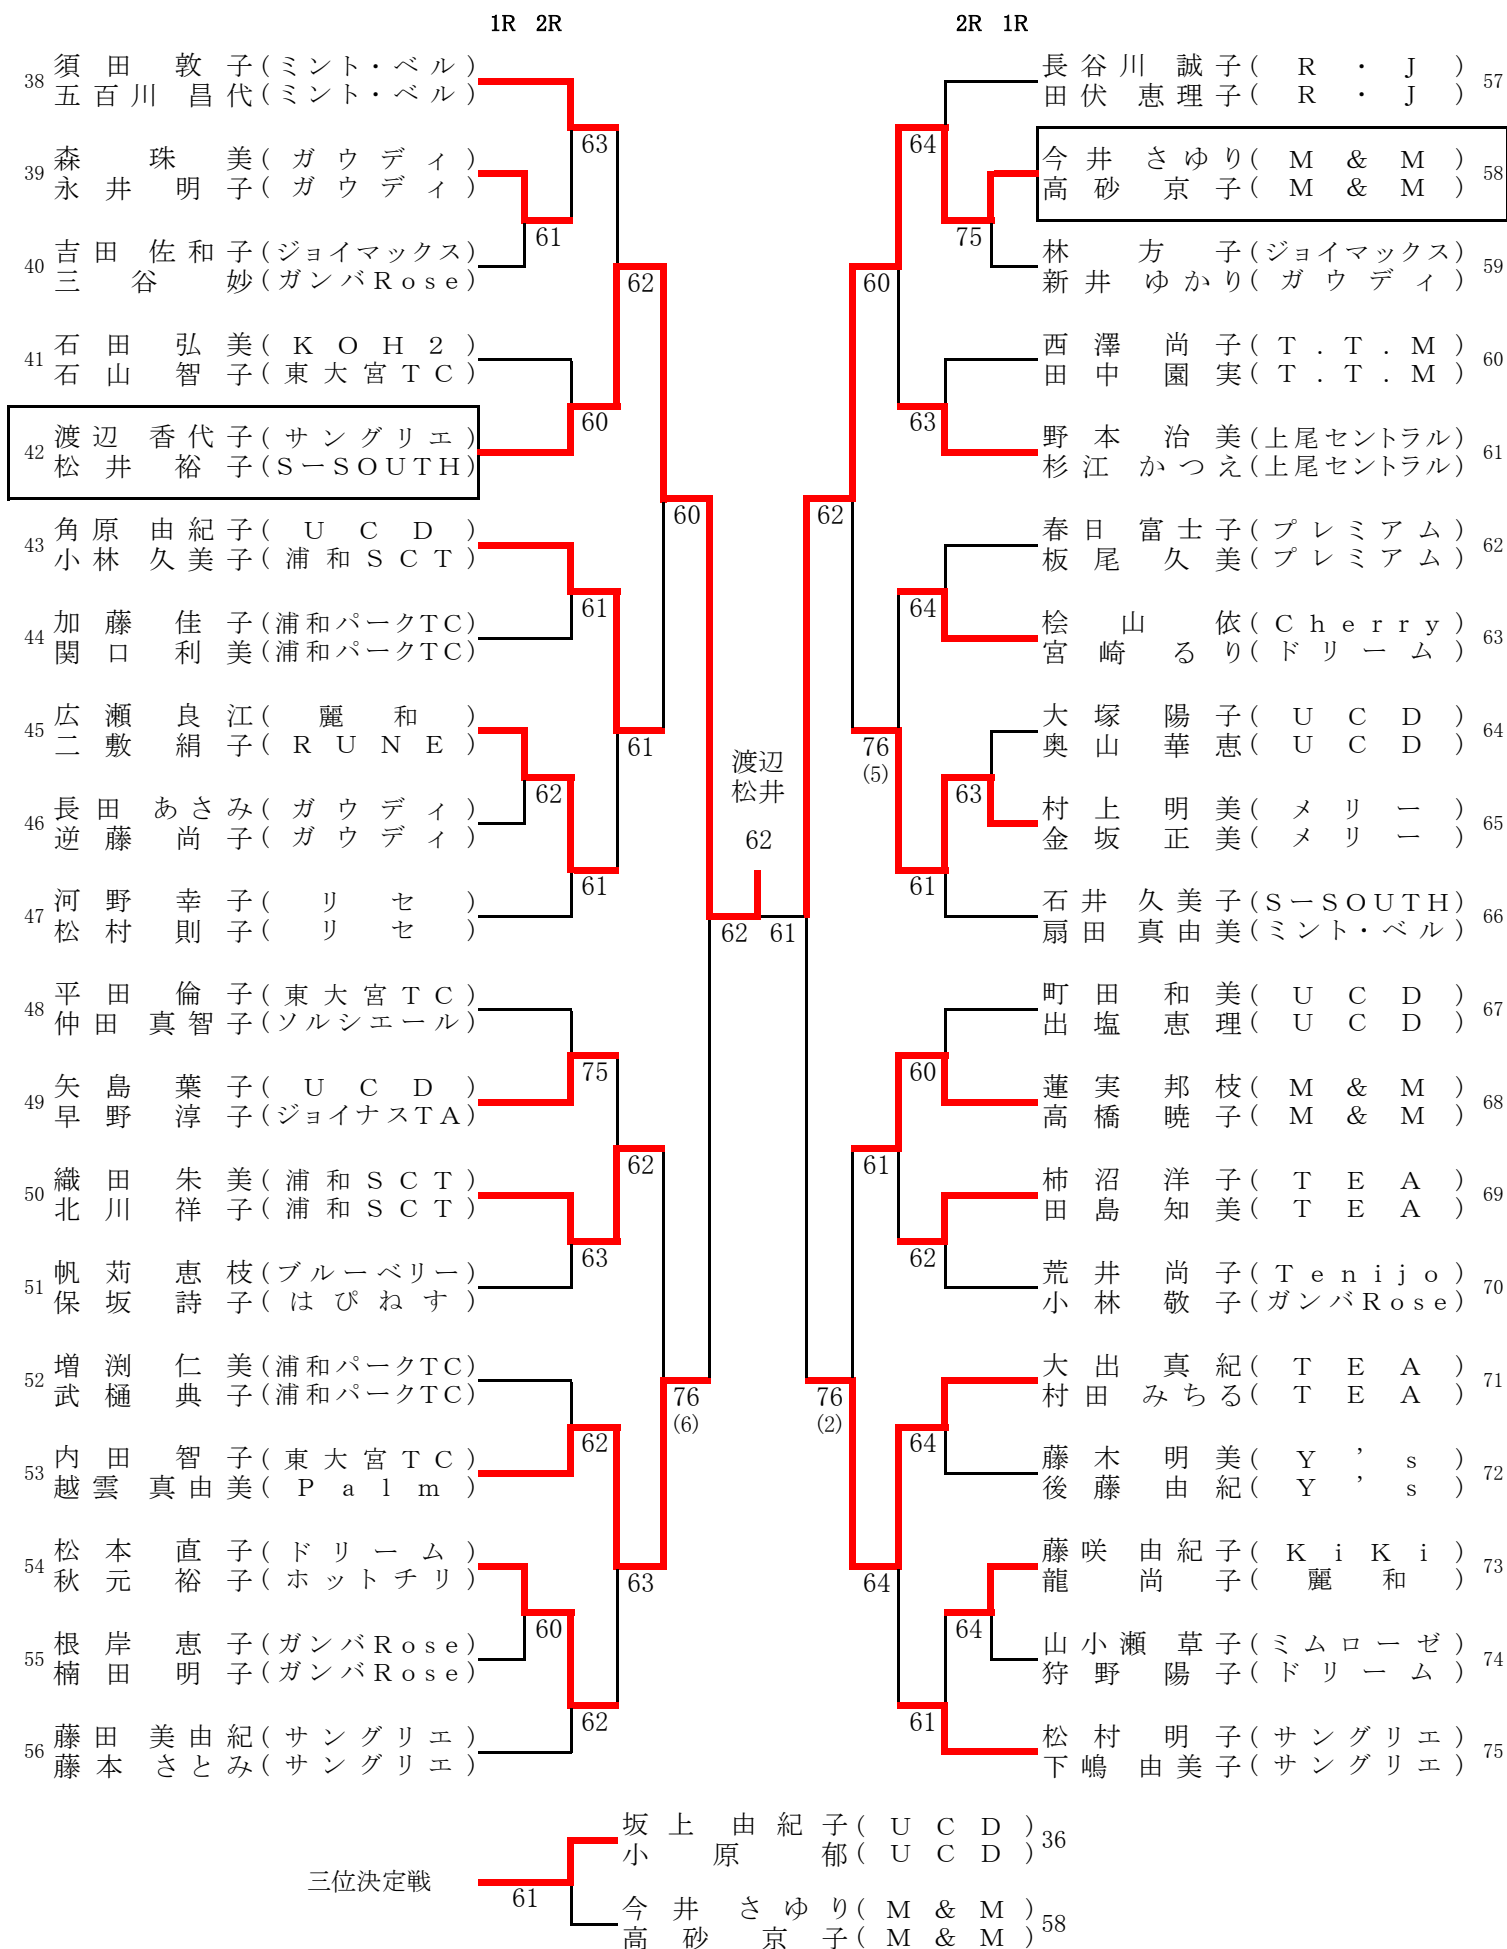 1R 2R
2R 1R
38 須田 敦子(ミント・ベル)
五百川 昌代(ミント・ベル)
39 森 珠美(ガウディ)
永井 明子(ガウディ)
40 吉田 佐和子(ジョイマックス)
三谷 妙(ガンバRose)
41 石田 弘美(KOH2)
石山 智子(東大宮TC)
42 渡辺 香代子(サングリエ)
松井 裕子(S－SOUTH)
43 角原 由紀子(UCD)
小林 久美子(浦和SCT)
44 加藤 佳子(浦和パークTC)
関口 利美(浦和パークTC)
45 広瀬 良江(麗和)
二敷 絹子(RUNE)
46 長田 あさみ(ガウディ)
逆藤 尚子(ガウディ)
47 河野 幸子(リセ)
松村 則子(リセ)
48 平田 倫子(東大宮TC)
仲田 真智子(ソルシエール)
49 矢島 葉子(UCD)
早野 淳子(ジョイナスTA)
50 織田 朱美(浦和SCT)
北川 祥子(浦和SCT)
51 帆苅 恵枝(ブルーベリー)
保坂 詩子(はぴねす)
52 増渕 仁美(浦和パークTC)
武樋 典子(浦和パークTC)
53 内田 智子(東大宮TC)
越雲 真由美(Palm)
54 松本 直子(ドリーム)
秋元 裕子(ホットチリ)
55 根岸 恵子(ガンバRose)
楠田 明子(ガンバRose)
56 藤田 美由紀(サングリエ)
藤本 さとみ(サングリエ)
63
61
62
60
60
61
61
62
61
75
62
63
76
(6)
62
63
60
62
渡辺
松井
62
62 61
64
75
60
63
62
64
76
(5)
63
61
60
61
62
76
(2)
64
64
64
61
長谷川 誠子(R・J) 57
田伏 恵理子(R・J)
今井 さゆり(M&M) 58
高砂 京子(M&M)
林 方子(ジョイマックス) 59
新井 ゆかり(ガウディ)
西澤 尚子(T.T.M) 60
田中 園実(T.T.M)
野本 治美(上尾セントラル) 61
杉江 かつえ(上尾セントラル)
春日 富士子(プレミアム) 62
板尾 久美(プレミアム)
桧山 依(Cherry) 63
宮崎 るり(ドリーム)
大塚 陽子(UCD) 64
奥山 華恵(UCD)
村上 明美(メリー) 65
金坂 正美(メリー)
石井 久美子(S－SOUTH) 66
扇田 真由美(ミント・ベル)
町田 和美(UCD) 67
出塩 恵理(UCD)
蓮実 邦枝(M&M) 68
高橋 暁子(M&M)
柿沼 洋子(TEA) 69
田島 知美(TEA)
荒井 尚子(Tenijo) 70
小林 敬子(ガンバRose)
大出 真紀(TEA) 71
村田 みちる(TEA)
藤木 明美(Y's) 72
後藤 由紀(Y's)
藤咲 由紀子(KiKi) 73
龍 尚子(麗和)
山小瀬 草子(ミムローゼ) 74
狩野 陽子(ドリーム)
松村 明子(サングリエ) 75
下嶋 由美子(サングリエ)
三位決定戦
61
坂上 由紀子(UCD) 36
小原 郁(UCD)
今井 さゆり(M&M) 58
高砂 京子(M&M)